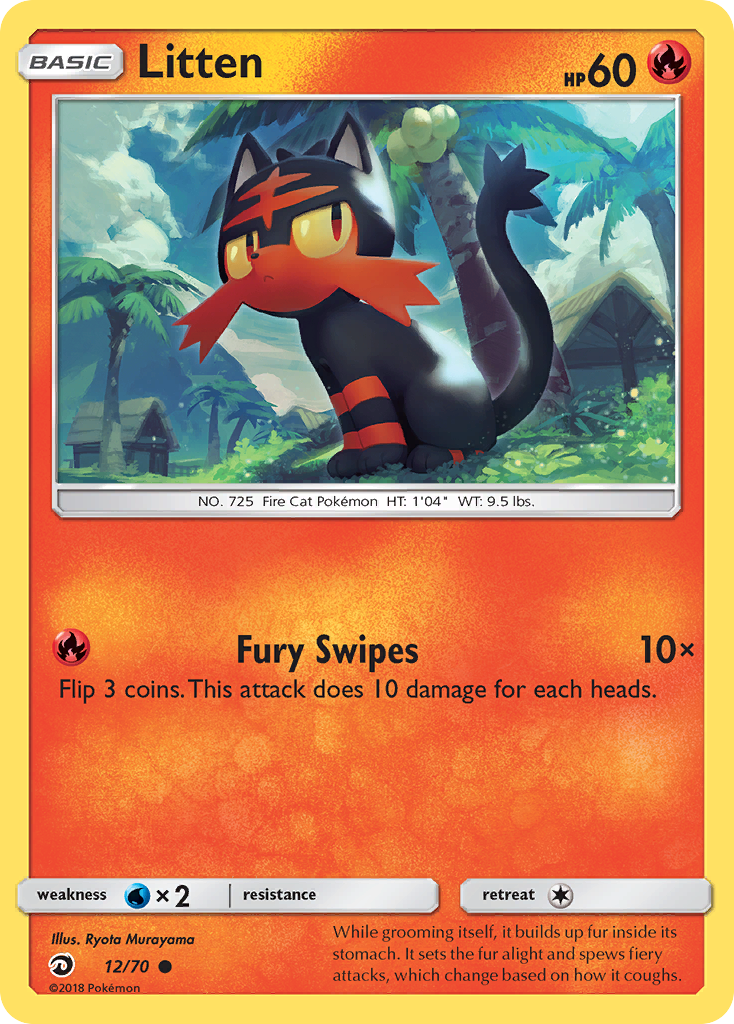 BASIC Litten HP60
NO. 725 Fire Cat Pokémon HT: 1'04" WT: 9.5 lbs.
Fury Swipes 10×
Flip 3 coins. This attack does 10 damage for each heads.
weakness ×2 resistance retreat
Illus. Ryota Murayama
12/70
©2018 Pokémon
While grooming itself, it builds up fur inside its
stomach. It sets the fur alight and spews fiery
attacks, which change based on how it coughs.